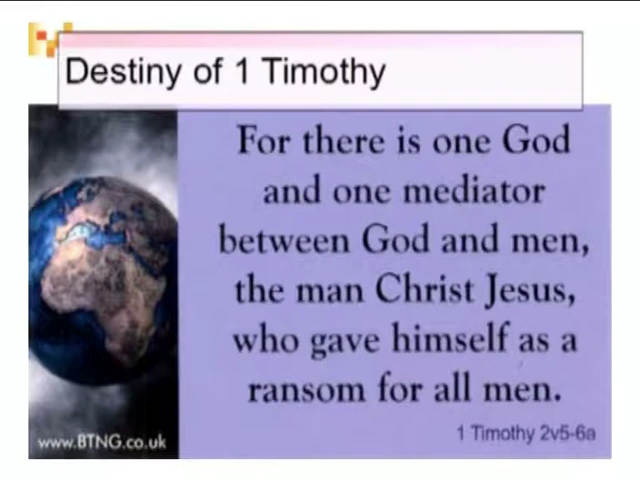 Destiny of 1 Timothy
For there is one God
and one mediator
between God and men,
the man Christ Jesus,
who gave himself as a
ransom for all men.
1 Timothy 2v5-6a
www.BTNG.co.uk